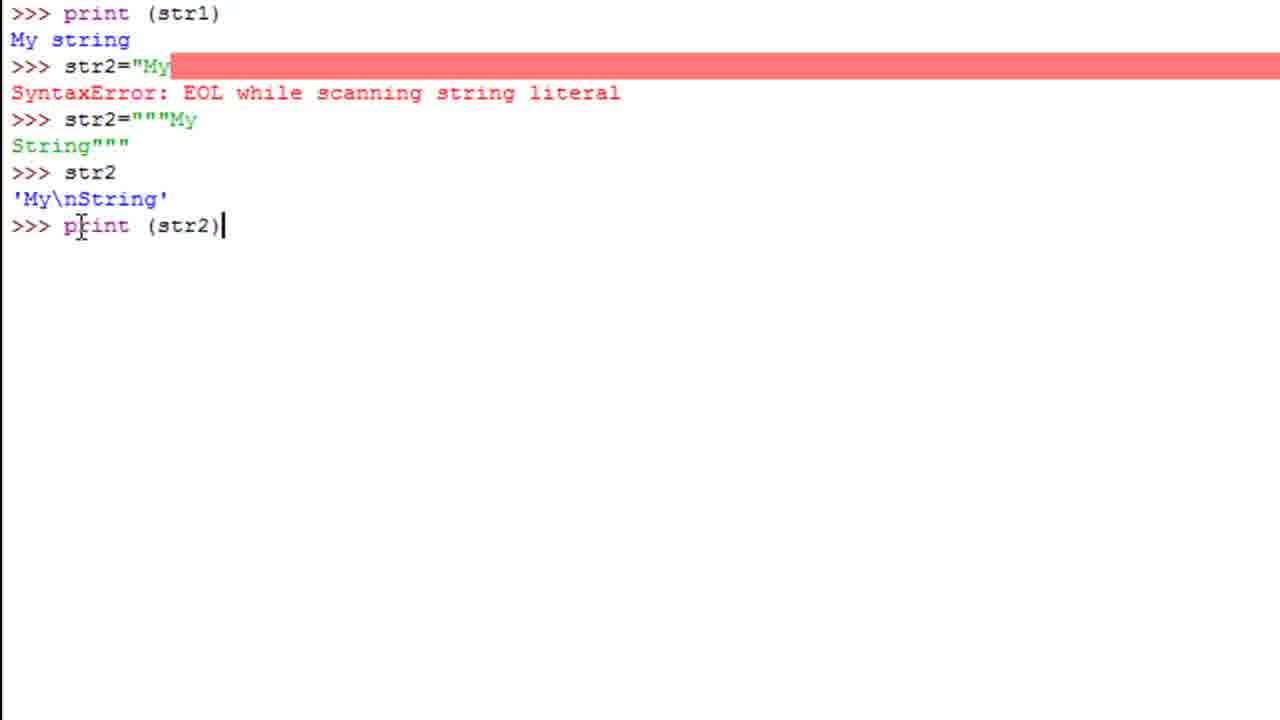 >>> print (str1)
My string
>>> str2="My
SyntaxError: EOL while scanning string literal
>>> str2="""My
String"""
>>> str2
'My\nString'
>>> print (str2)